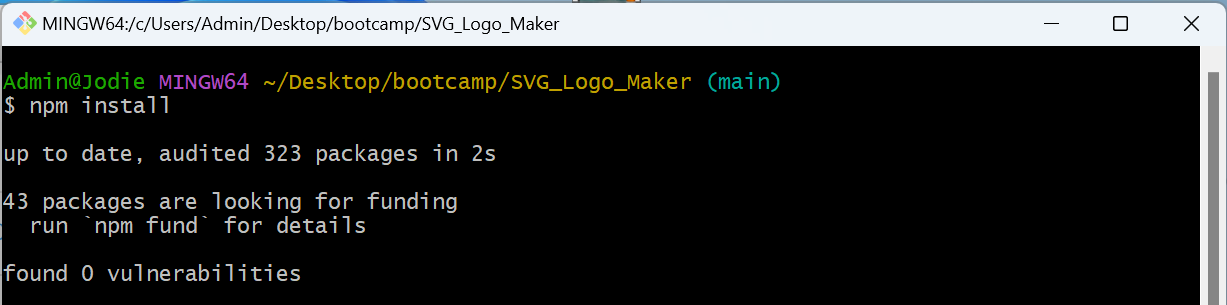 MINGW64:/c/Users/Admin/Desktop/bootcamp/SVG_Logo_Maker
Admin@Jodie MINGW64 ~/Desktop/bootcamp/SVG_Logo_Maker (main)
$ npm install
up to date, audited 323 packages in 2s
43 packages are looking for funding
  run `npm fund` for details
found 0 vulnerabilities